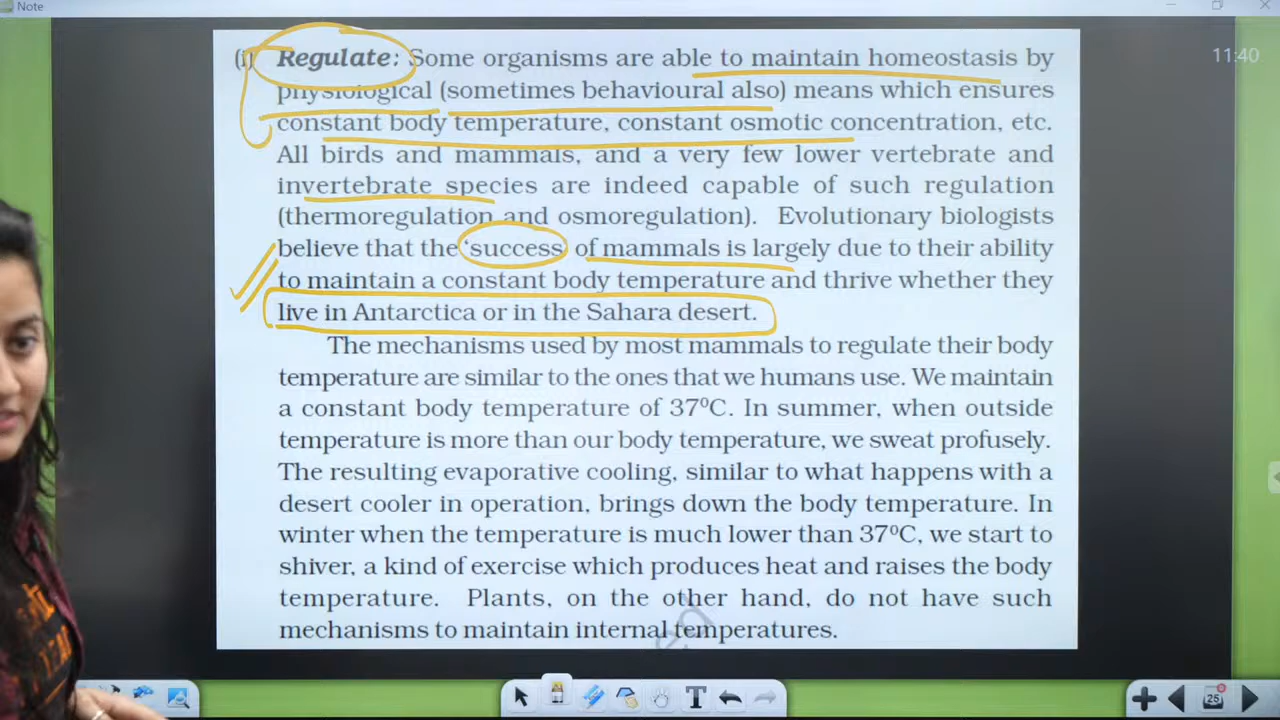 Note
11:40
(i) Regulate: Some organisms are able to maintain homeostasis by
physiological (sometimes behavioural also) means which ensures
constant body temperature, constant osmotic concentration, etc.
All birds and mammals, and a very few lower vertebrate and
invertebrate species are indeed capable of such regulation
(thermoregulation and osmoregulation). Evolutionary biologists
believe that the 'success of mammals is largely due to their ability
to maintain a constant body temperature and thrive whether they
live in Antarctica or in the Sahara desert.
The mechanisms used by most mammals to regulate their body
temperature are similar to the ones that we humans use. We maintain
a constant body temperature of 37⁰C. In summer, when outside
temperature is more than our body temperature, we sweat profusely.
The resulting evaporative cooling, similar to what happens with a
desert cooler in operation, brings down the body temperature. In
winter when the temperature is much lower than 37⁰C, we start to
shiver, a kind of exercise which produces heat and raises the body
temperature. Plants, on the other hand, do not have such
mechanisms to maintain internal temperatures.
T
25